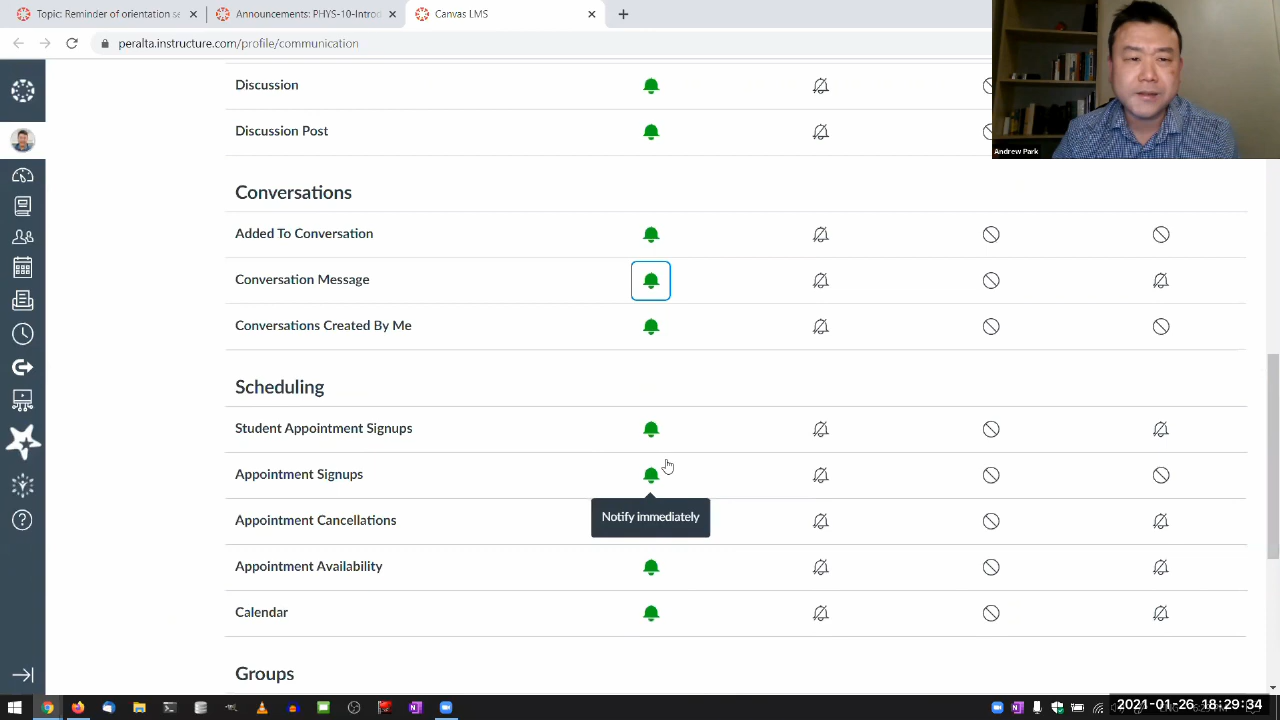 Topic: Reminder of orientation se
Announcements: PHYS-10-Introd
Canvas LMS
peralta.instructure.com/profile/communication
Andrew Park
Discussion
Discussion Post
Conversations
Added To Conversation
Conversation Message
Conversations Created By Me
Scheduling
Student Appointment Signups
Appointment Signups
Notify immediately
Appointment Cancellations
Appointment Availability
Calendar
Groups
2021-01-26 18:29:34